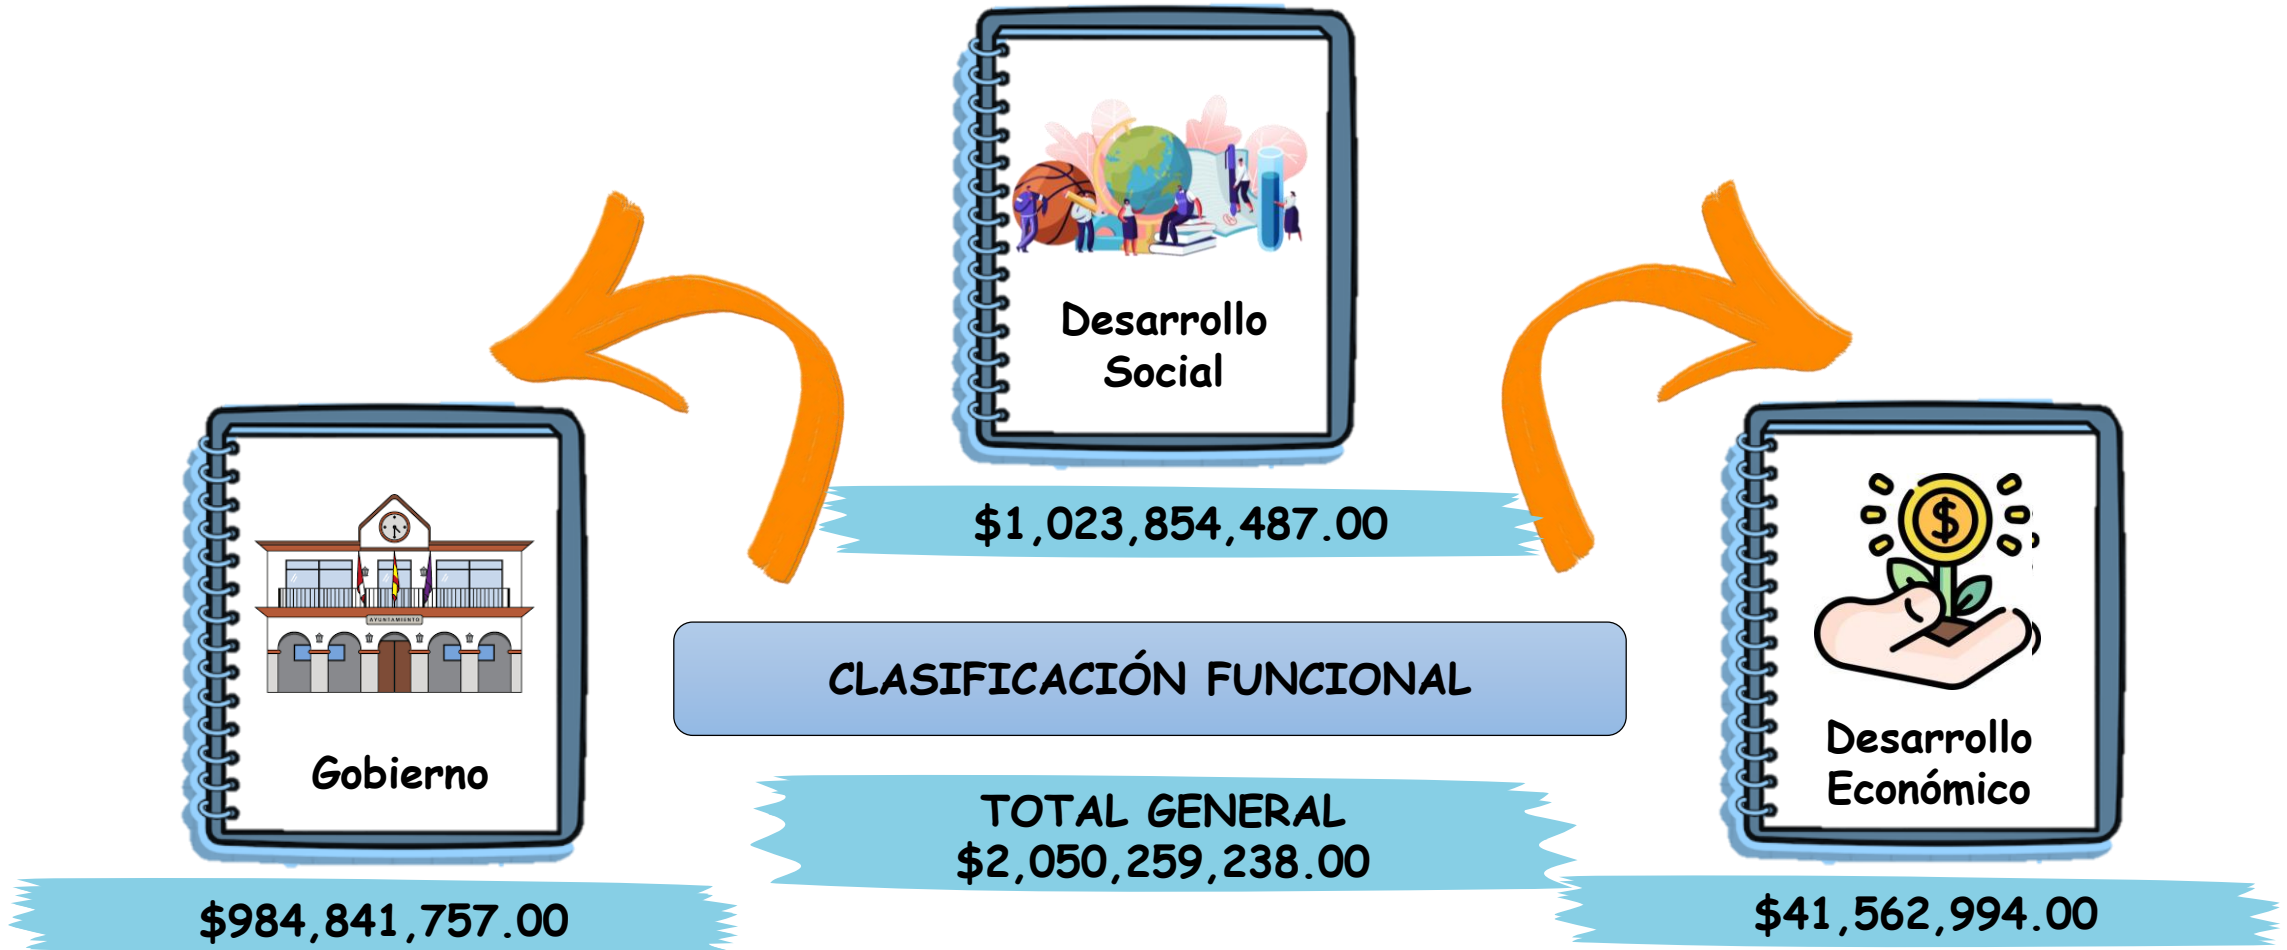 Desarrollo
Social
$1,023,854,487.00
AYUNTAMIENTO
Gobierno
$984,841,757.00
CLASIFICACIÓN FUNCIONAL
TOTAL GENERAL
$2,050,259,238.00
$
Desarrollo
Económico
$41,562,994.00